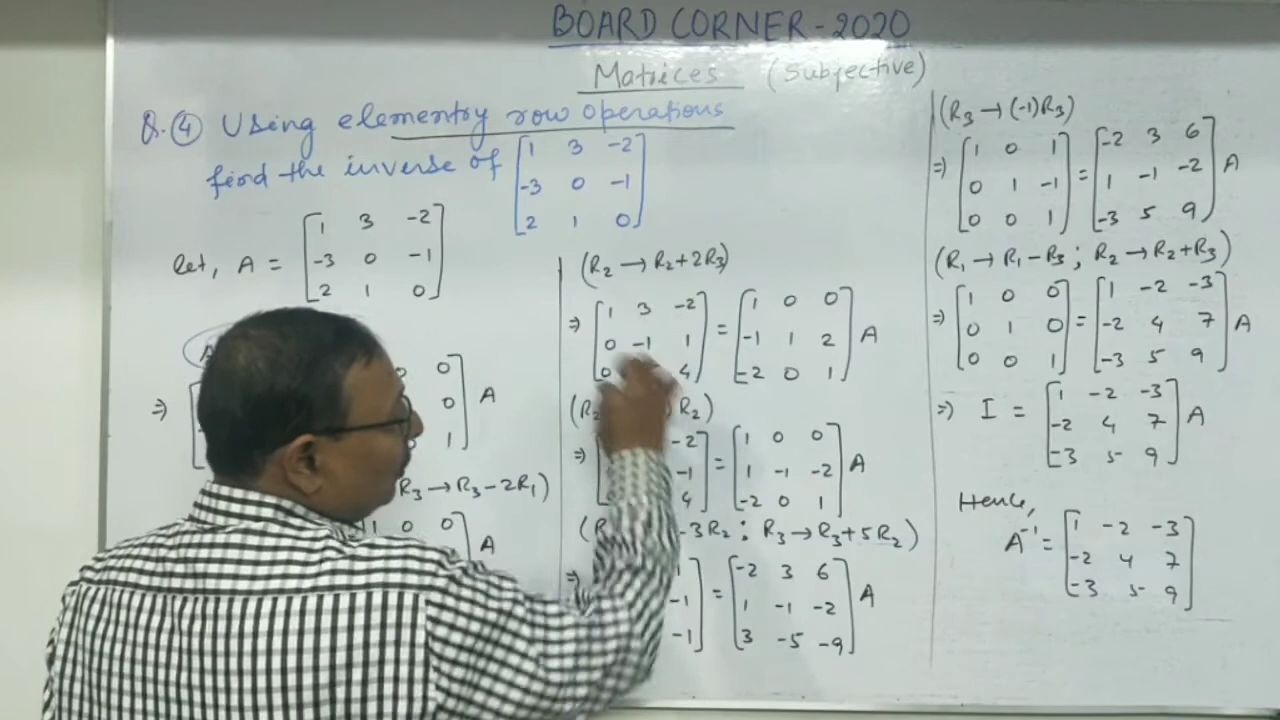 BOARD CORNER - 2020
Matrices (Subjective)
Q. ④ Using elementry row operations
find the inverse of [1 3 -2
-3 0 -1
2 1 0]
let, A = [1 3 -2
-3 0 -1
2 1 0]
⇒ 0 0
0
1] A
R₃ → R₃ - 2R₁)
1 0 0] A
(R₂ → R₂ + 2R₃)
⇒ [1 3 -2
0 -1 1
0 4] = [1 0 0
-1 1 2
-2 0 1] A
(R₂ R₂)
⇒ [-2
-1
4] = [1 0 0
1 -1 -2
-2 0 1] A
(R - 3R₂ ; R₃ → R₃ + 5R₂)
⇒ 1
-1
-1] = [-2 3 6
1 -1 -2
3 -5 -9] A
(R₃ → (-1)R₃)
⇒ [1 0 1
0 1 -1
0 0 1] = [-2 3 6
1 -1 -2
-3 5 9] A
(R₁ → R₁ - R₃ ; R₂ → R₂ + R₃)
⇒ [1 0 0
0 1 0
0 0 1] = [1 -2 -3
-2 4 7
-3 5 9] A
⇒ I = [1 -2 -3
-2 4 7
-3 5 9] A
Hence,
A⁻¹ = [1 -2 -3
-2 4 7
-3 5 9]